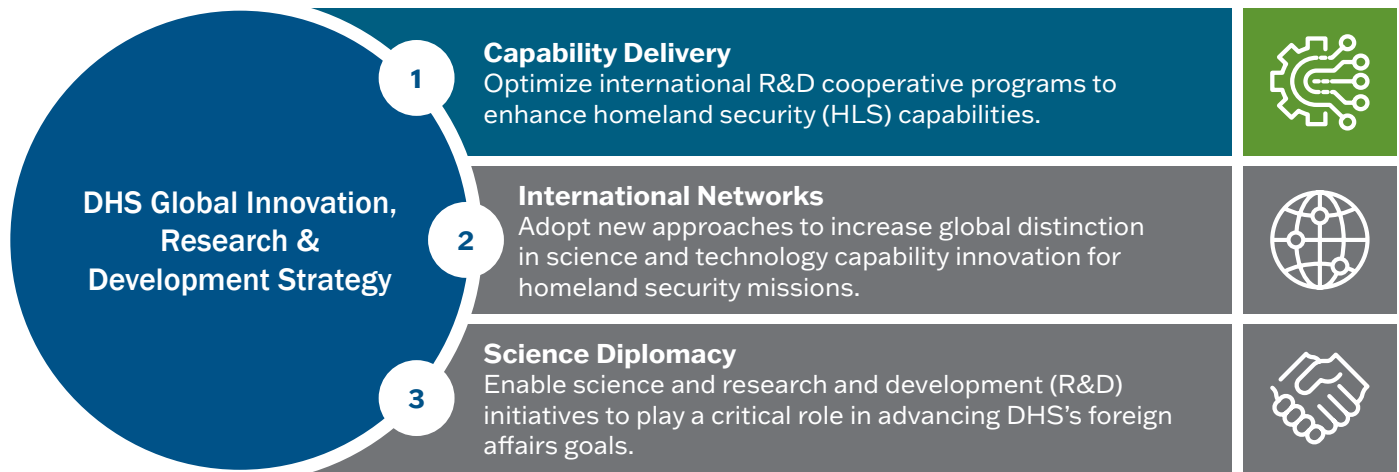 DHS Global Innovation,
Research &
Development Strategy
1
Capability Delivery
Optimize international R&D cooperative programs to
enhance homeland security (HLS) capabilities.
2
International Networks
Adopt new approaches to increase global distinction
in science and technology capability innovation for
homeland security missions.
3
Science Diplomacy
Enable science and research and development (R&D)
initiatives to play a critical role in advancing DHS’s foreign
affairs goals.